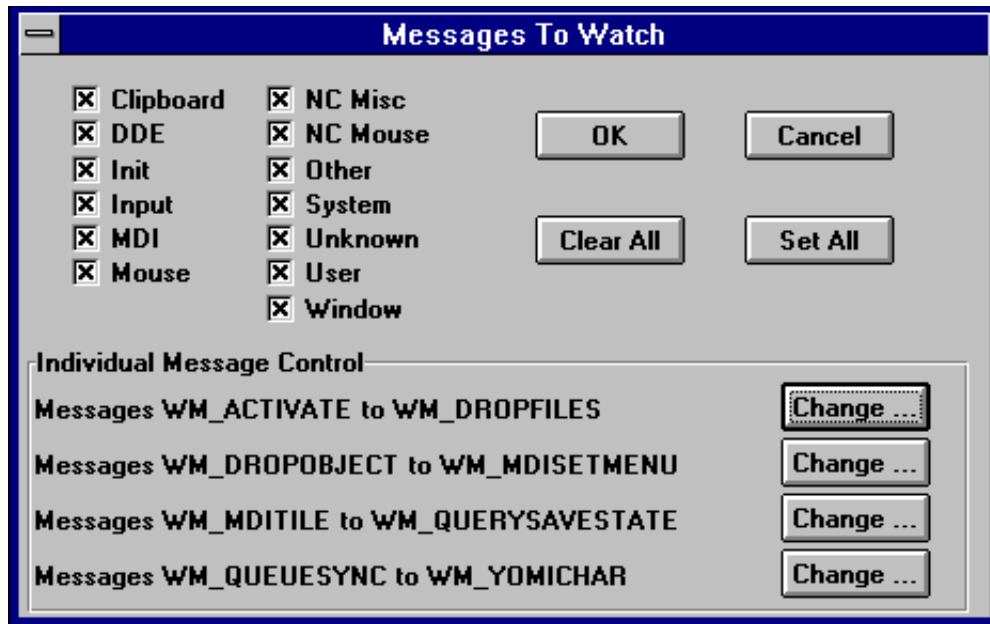 Messages To Watch
Clipboard NC Misc
DDE NC Mouse OK Cancel
Init Other
Input System
MDI Unknown Clear All Set All
Mouse User
Window
Individual Message Control
Messages WM_ACTIVATE to WM_DROPFILES Change ...
Messages WM_DROPOBJECT to WM_MDISETMENU Change ...
Messages WM_MDITILE to WM_QUERYSAVESTATE Change ...
Messages WM_QUEUESYNC to WM_YOMICHAR Change ...